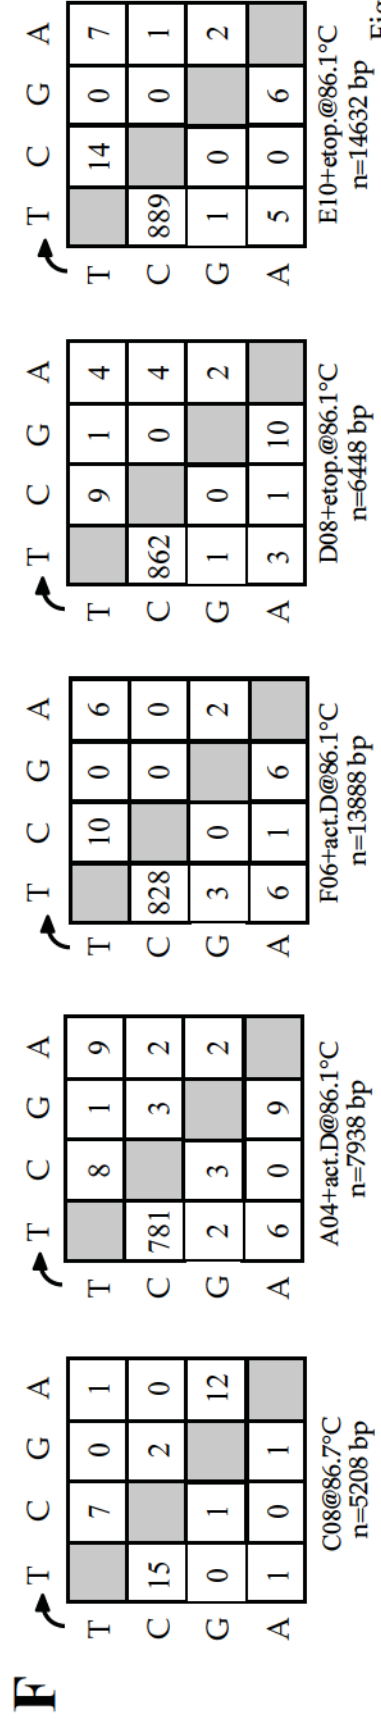 F
T C G A
T 7 0 1
C 15 2 0
G 0 1 12
A 1 0 1
C08@86.7°C
n=5208 bp
T C G A
T 8 1 9
C 781 3 2
G 2 3 2
A 6 0 9
A04+act.D@86.1°C
n=7938 bp
T C G A
T 10 0 6
C 828 0 0
G 3 0 2
A 6 1 6
F06+act.D@86.1°C
n=13888 bp
T C G A
T 9 1 4
C 862 0 4
G 1 0 2
A 3 1 10
D08+etop.@86.1°C
n=6448 bp
T C G A
T 14 0 7
C 889 0 1
G 1 0 2
A 5 0 6
E10+etop.@86.1°C
n=14632 bp
Fig